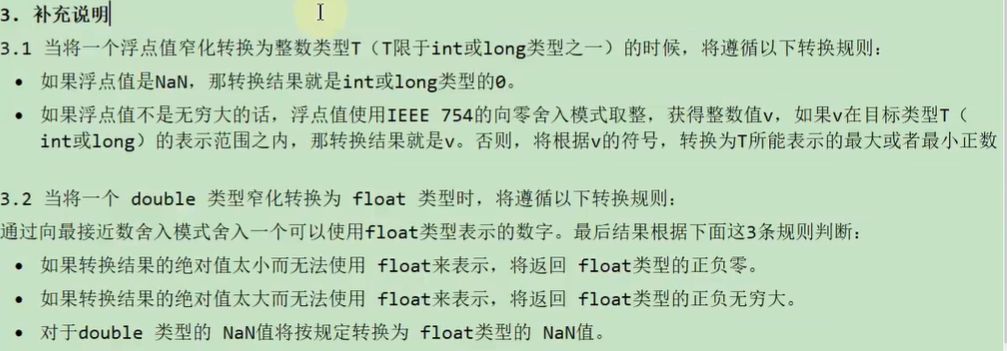 3. 补充说明
3.1 当将一个浮点值窄化转换为整数类型T（T限于int或long类型之一）的时候，将遵循以下转换规则：
• 如果浮点值是NaN，那转换结果就是int或long类型的0。
• 如果浮点值不是无穷大的话，浮点值使用IEEE 754的向零舍入模式取整，获得整数值v，如果v在目标类型T（
int或long）的表示范围之内，那转换结果就是v。否则，将根据v的符号，转换为T所能表示的最大或者最小正数
3.2 当将一个 double 类型窄化转换为 float 类型时，将遵循以下转换规则：
通过向最接近数舍入模式舍入一个可以使用float类型表示的数字。最后结果根据下面这3条规则判断：
• 如果转换结果的绝对值太小而无法使用 float来表示，将返回 float类型的正负零。
• 如果转换结果的绝对值太大而无法使用 float来表示，将返回 float类型的正负无穷大。
• 对于double 类型的 NaN值将按规定转换为 float类型的 NaN值。